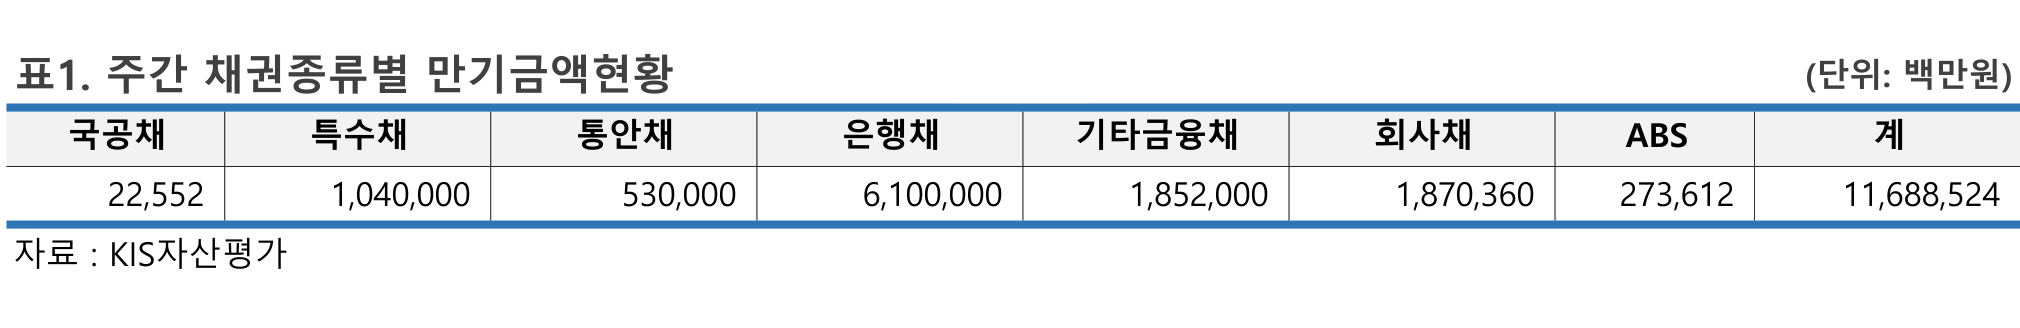 표1. 주간 채권종류별 만기금액현황 (단위: 백만원)
국공채 특수채 통안채 은행채 기타금융채 회사채 ABS 계
22,552 1,040,000 530,000 6,100,000 1,852,000 1,870,360 273,612 11,688,524
자료 : KIS자산평가